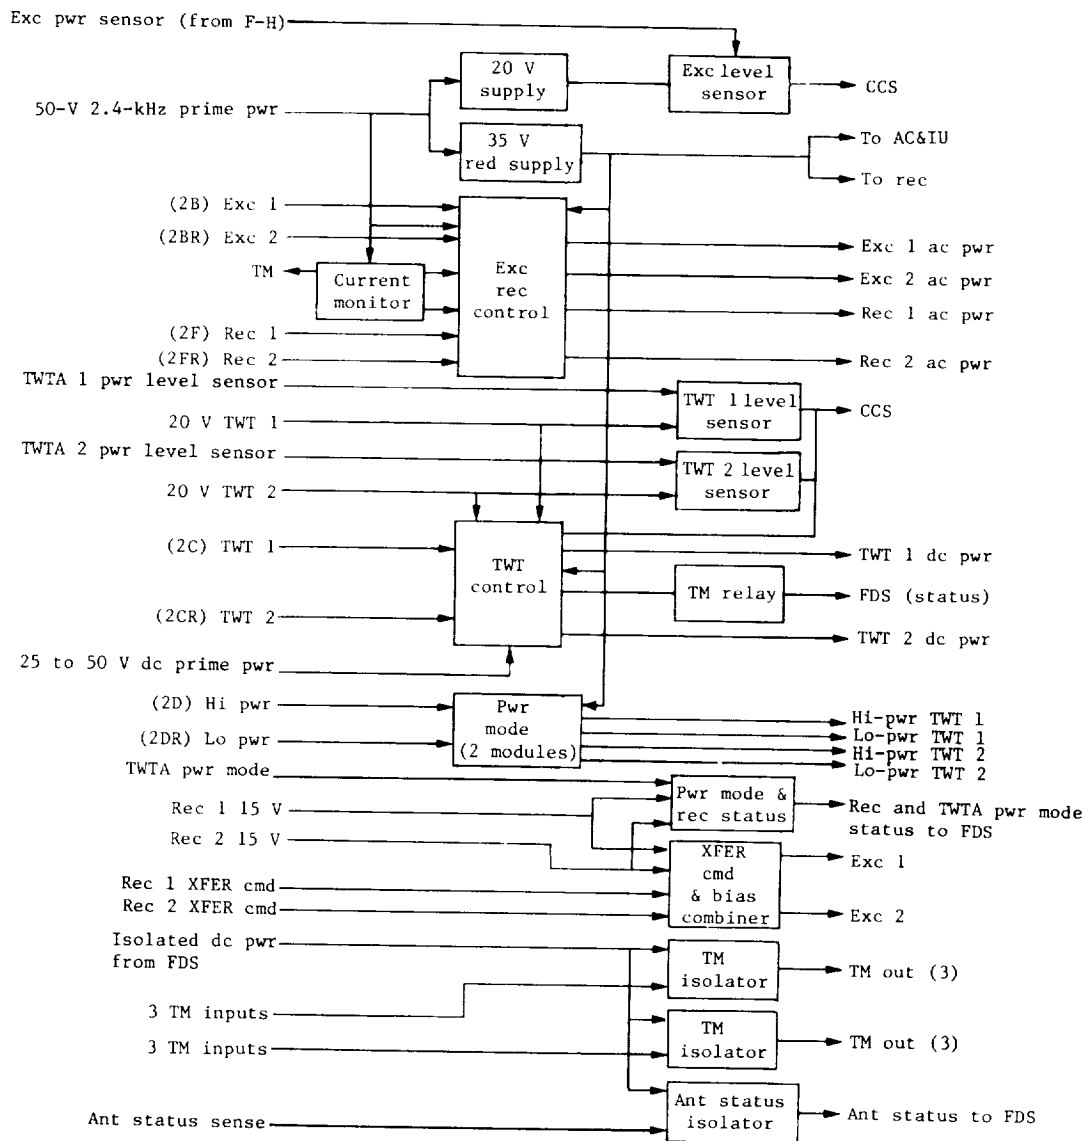 Exc pwr sensor (from F-H)
20 V
supply
Exc level
sensor
CCS
50-V 2.4-kHz prime pwr
35 V
red supply
To AC&IU
To rec
(2B) Exc 1
(2BR) Exc 2
TM
Current
monitor
Exc
rec
control
Exc 1 ac pwr
Exc 2 ac pwr
Rec 1 ac pwr
Rec 2 ac pwr
(2F) Rec 1
(2FR) Rec 2
TWTA 1 pwr level sensor
20 V TWT 1
TWT 1 level
sensor
CCS
TWTA 2 pwr level sensor
20 V TWT 2
TWT 2 level
sensor
(2C) TWT 1
(2CR) TWT 2
25 to 50 V dc prime pwr
TWT
control
TWT 1 dc pwr
TM relay
FDS (status)
TWT 2 dc pwr
(2D) Hi pwr
(2DR) Lo pwr
Pwr
mode
(2 modules)
Hi-pwr TWT 1
Lo-pwr TWT 1
Hi-pwr TWT 2
Lo-pwr TWT 2
TWTA pwr mode
Rec 1 15 V
Rec 2 15 V
Pwr mode &
rec status
Rec and TWTA pwr mode
status to FDS
Rec 1 XFER cmd
Rec 2 XFER cmd
XFER
cmd
& bias
combiner
Exc 1
Exc 2
Isolated dc pwr
from FDS
TM
isolator
TM out (3)
3 TM inputs
3 TM inputs
TM
isolator
TM out (3)
Ant status sense
Ant status
isolator
Ant status to FDS